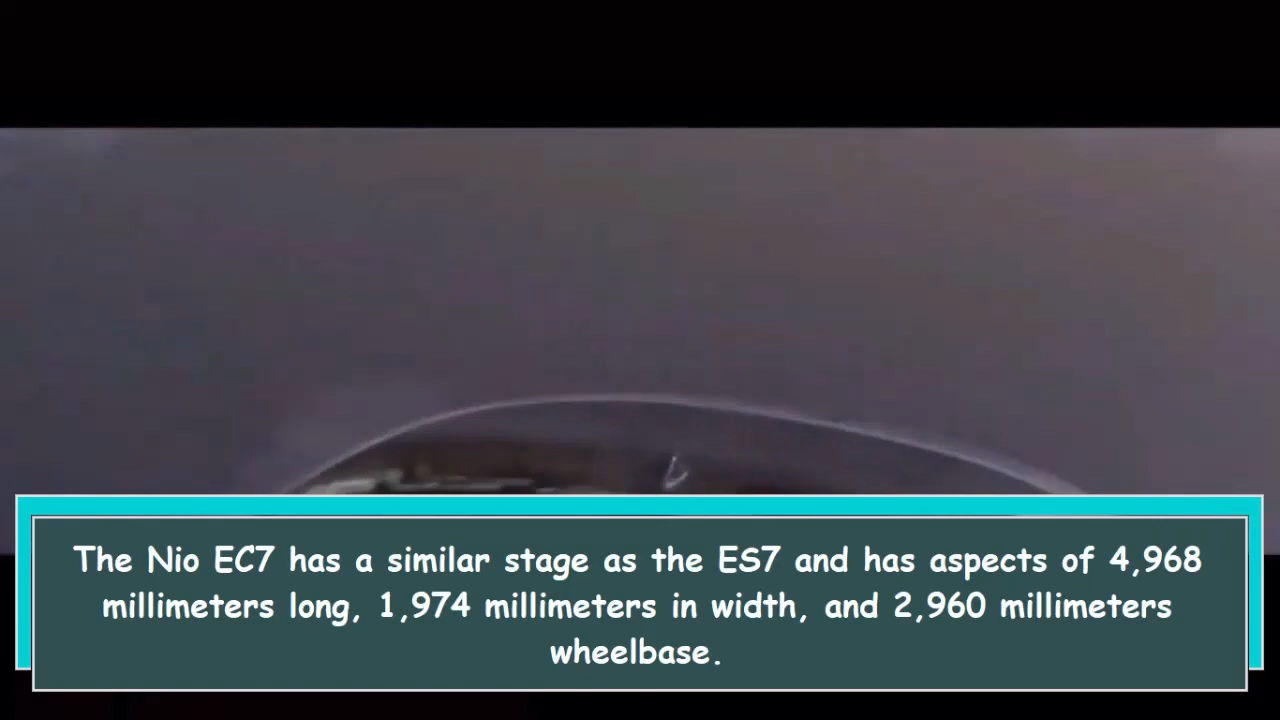 The Nio EC7 has a similar stage as the ES7 and has aspects of 4,968
millimeters long, 1,974 millimeters in width, and 2,960 millimeters
wheelbase.